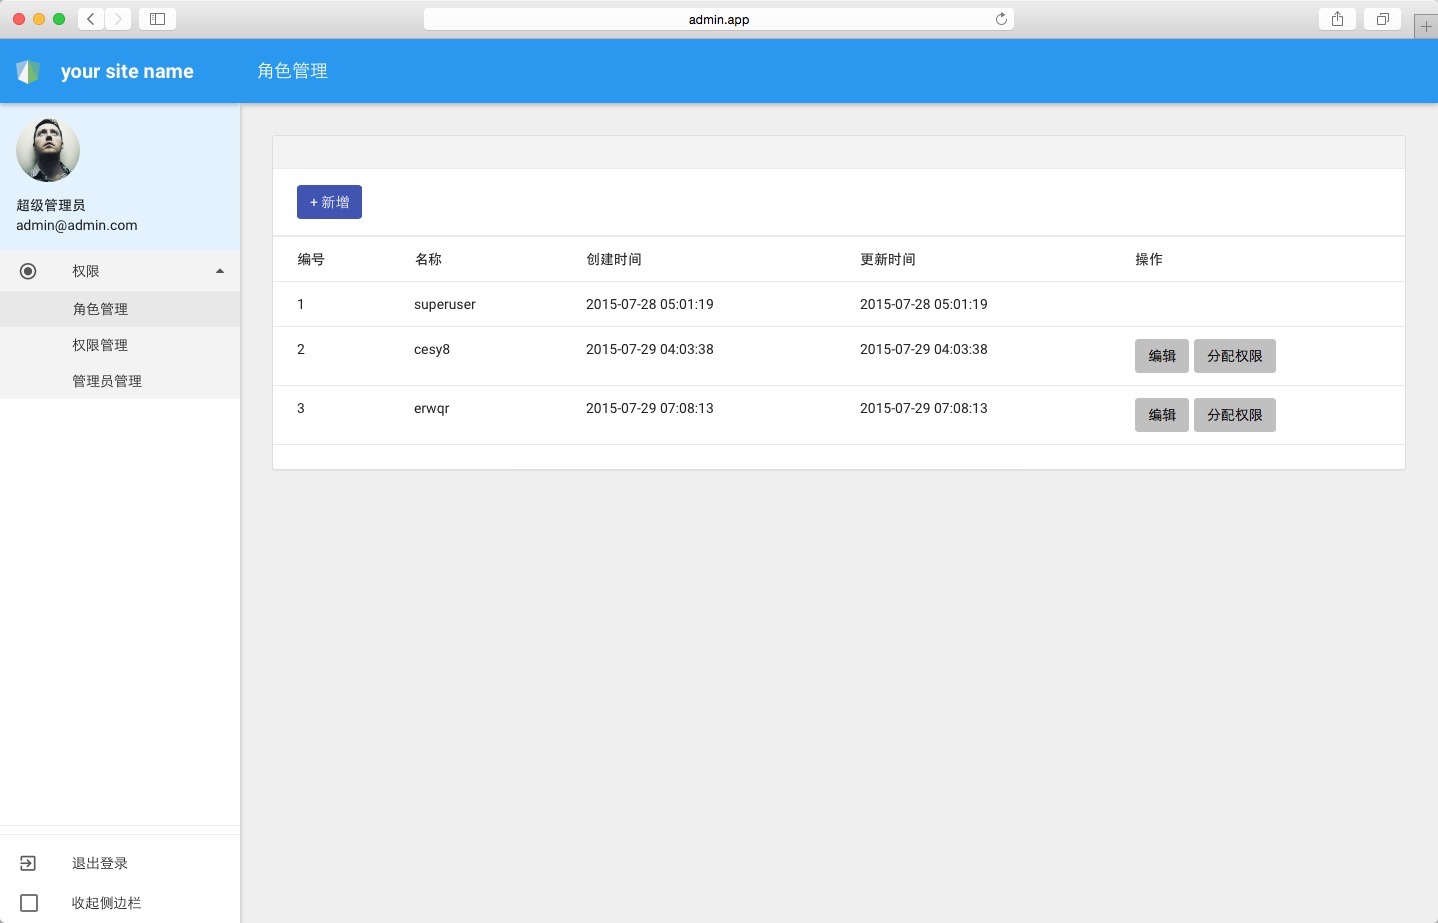 admin.app
your site name
角色管理
超级管理员
admin@admin.com
权限
角色管理
权限管理
管理员管理
+ 新增
编号 名称 创建时间 更新时间 操作
1 superuser 2015-07-28 05:01:19 2015-07-28 05:01:19
2 cesy8 2015-07-29 04:03:38 2015-07-29 04:03:38 编辑 分配权限
3 erwqr 2015-07-29 07:08:13 2015-07-29 07:08:13 编辑 分配权限
退出登录
收起侧边栏